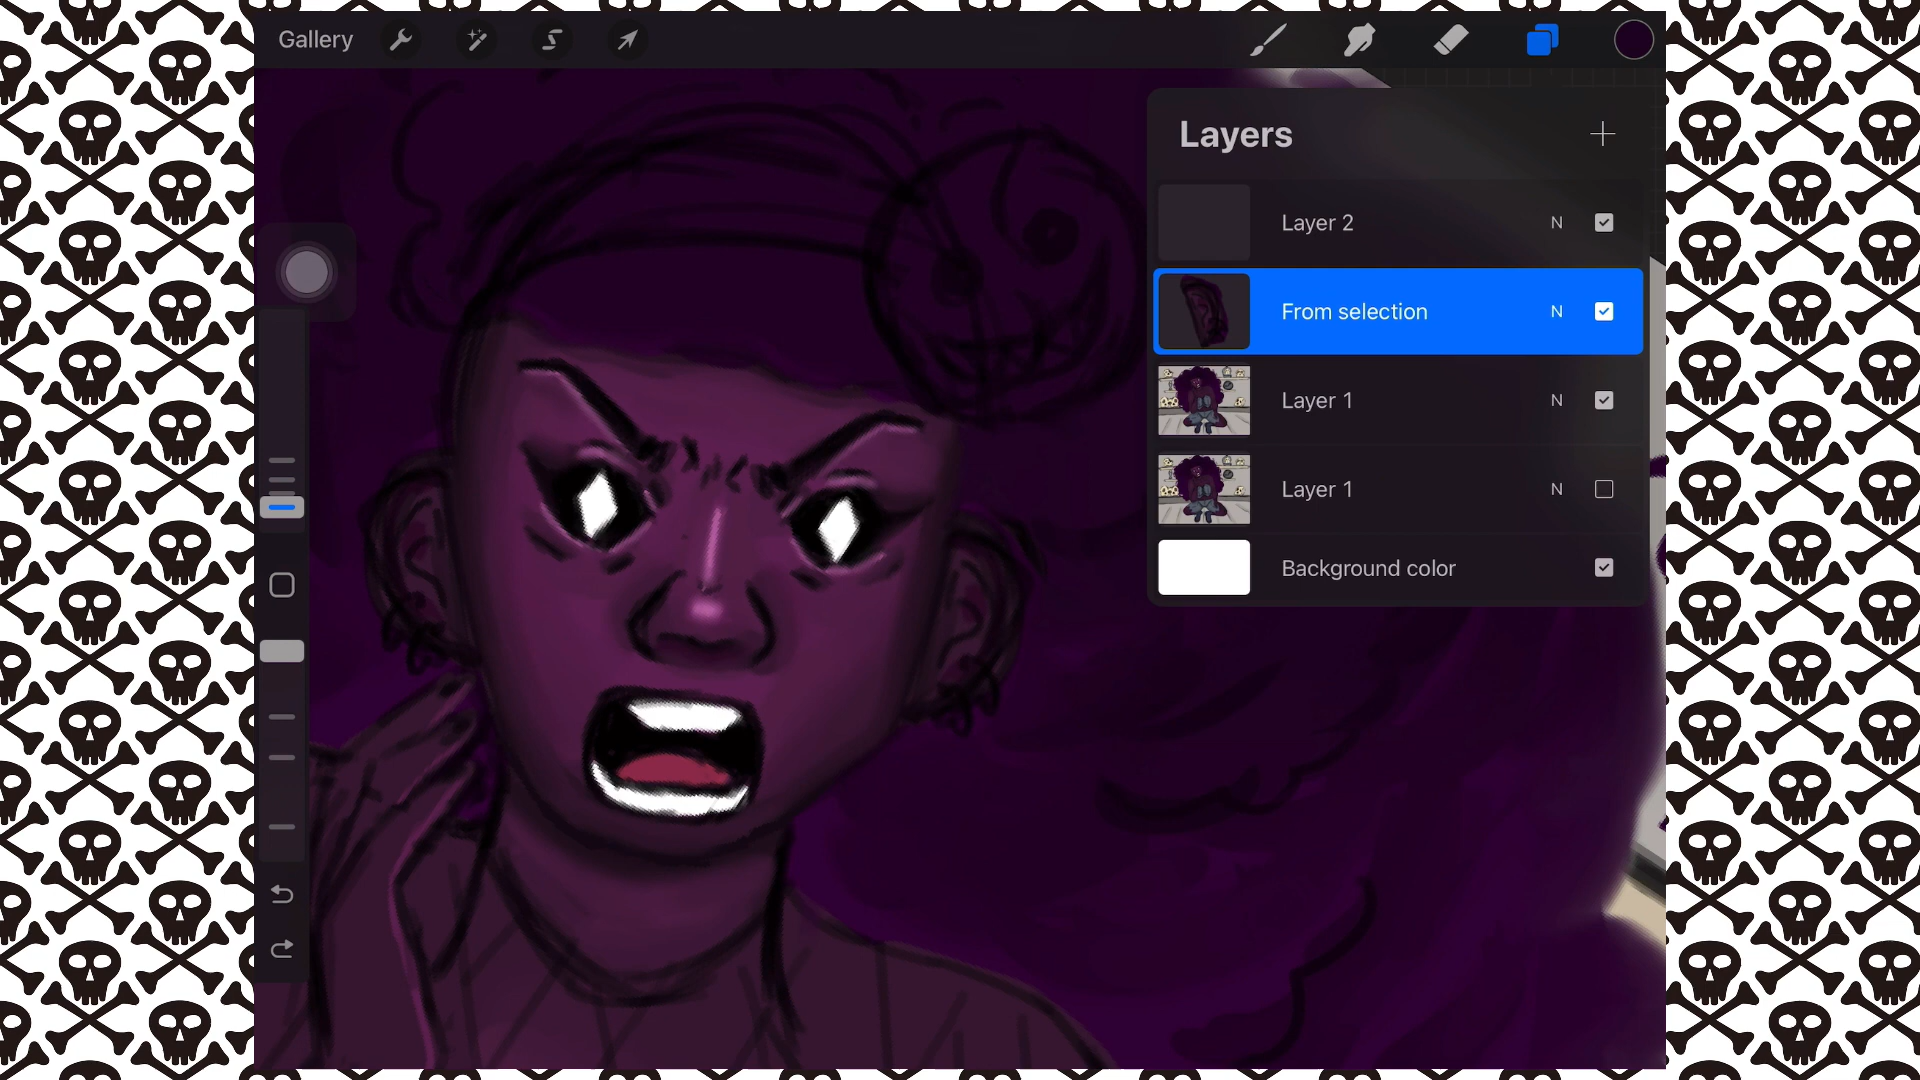 Gallery
Layers
Layer 2 N
From selection N
Layer 1 N
Layer 1 N
Background color